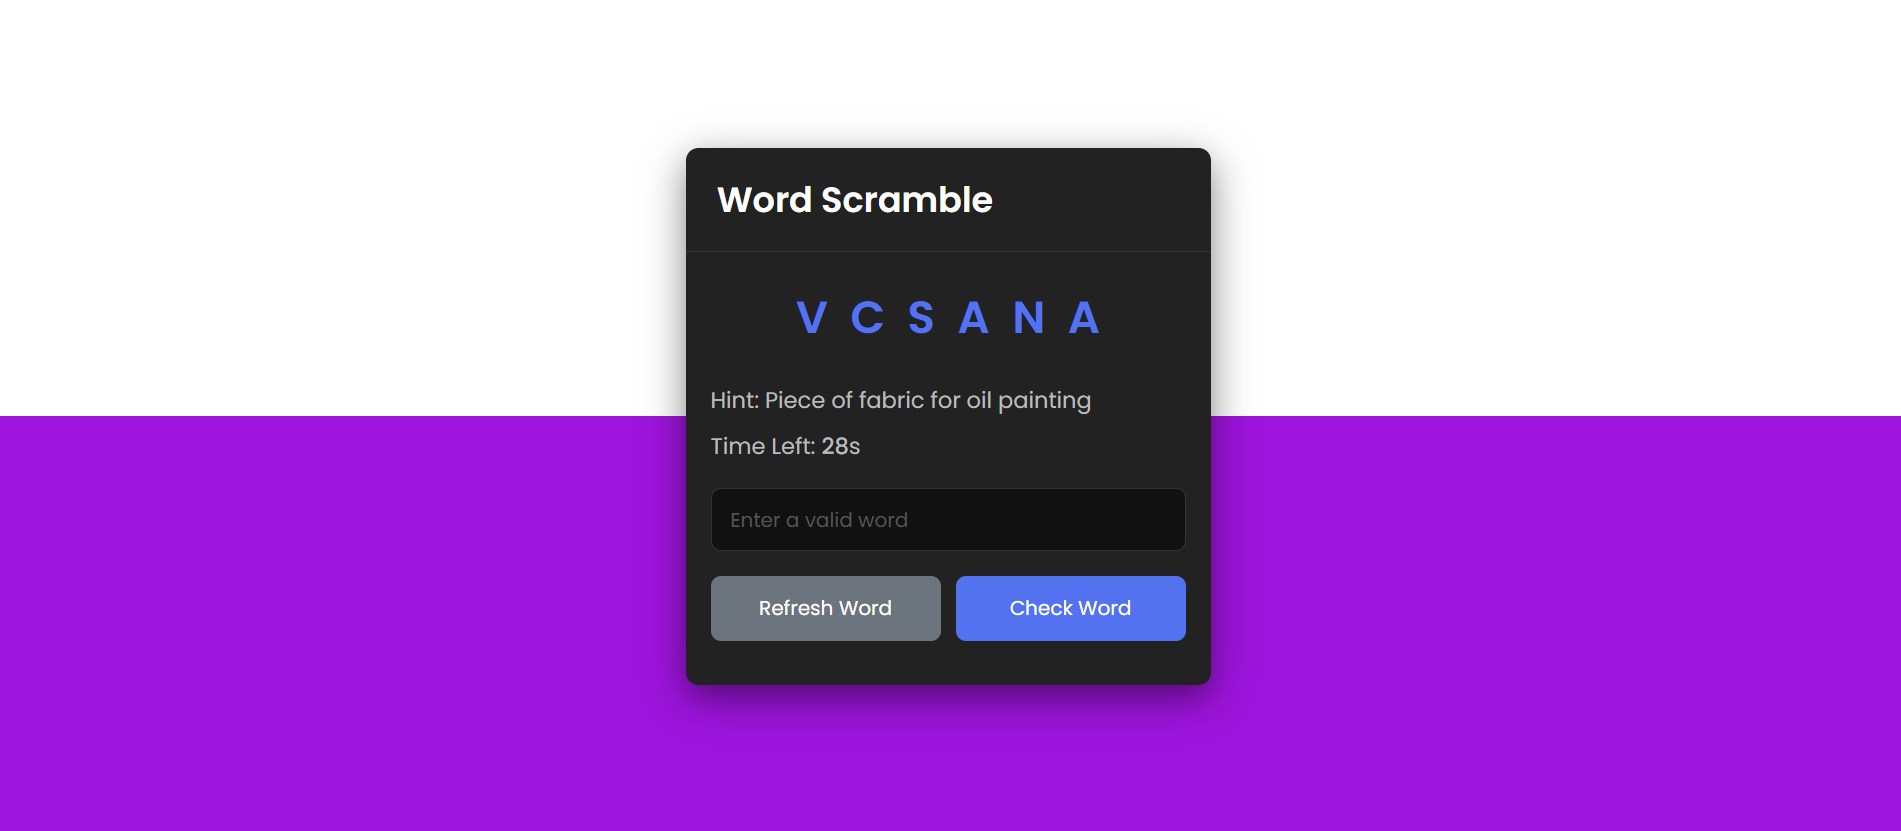 Word Scramble
V C S A N A
Hint: Piece of fabric for oil painting
Time Left: 28s
Enter a valid word
Refresh Word
Check Word